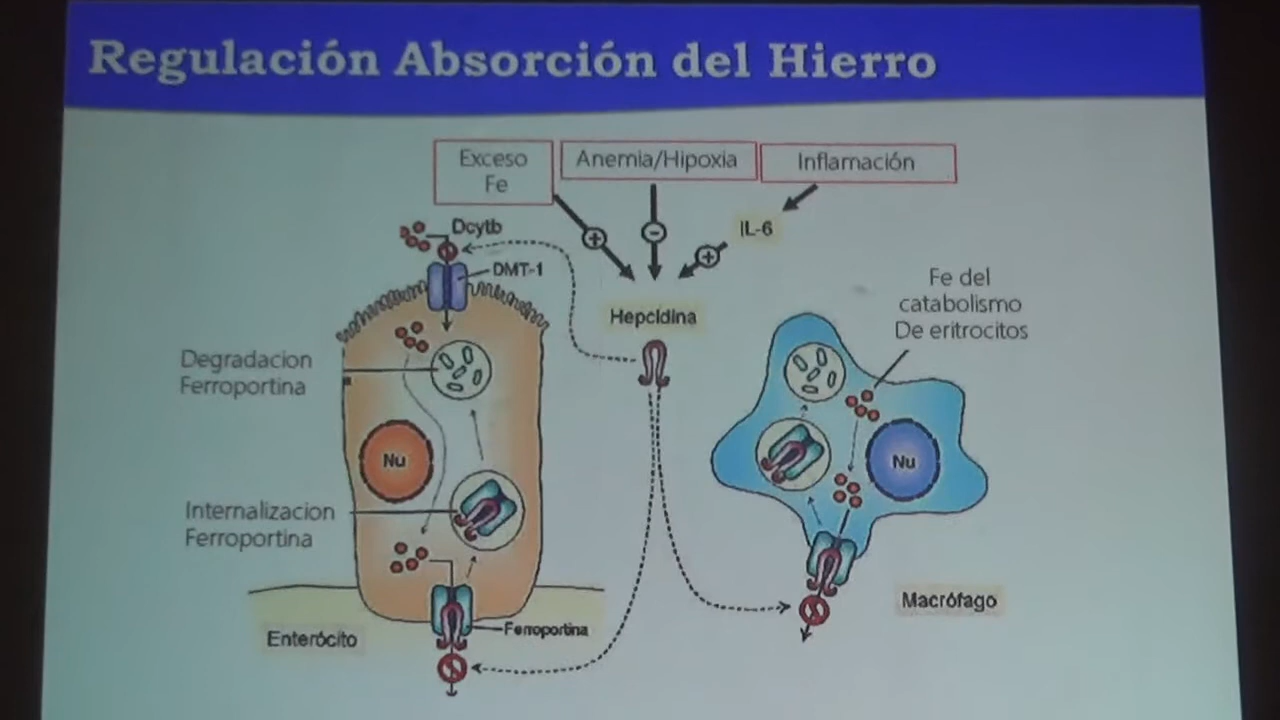 Regulación Absorción del Hierro
Exceso
Fe
Anemia/Hipoxia
Inflamación
Dcytb
IL-6
DMT-1
Hepcidina
Fe del
catabolismo
De eritrocitos
Degradacion
Ferroportina
Nu
Nu
Internalizacion
Ferroportina
Macrófago
Ferroportina
Enterócito